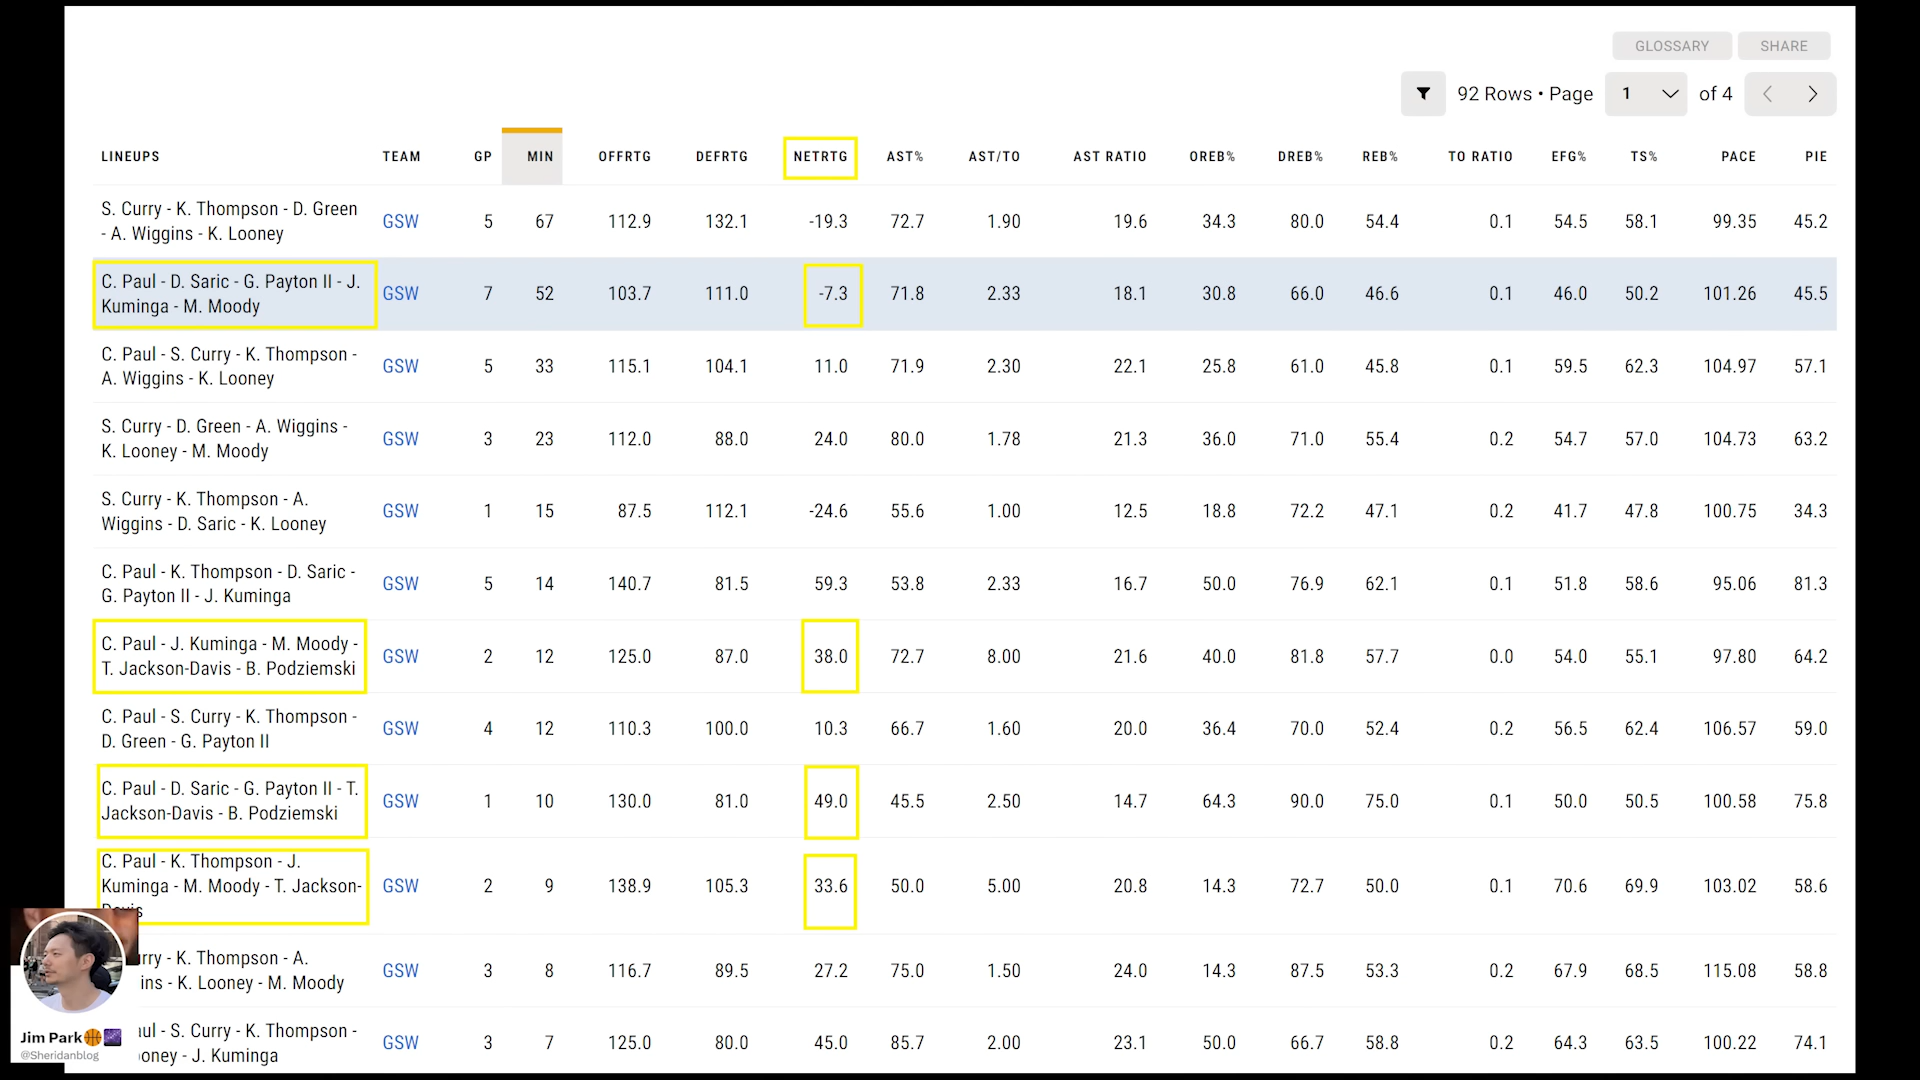 GLOSSARY SHARE
92 Rows • Page 1 of 4
LINEUPS TEAM GP MIN OFFRTG DEFRTG NETRTG AST% AST/TO AST RATIO OREB% DREB% REB% TO RATIO EFG% TS% PACE PIE
S. Curry - K. Thompson - D. Green
- A. Wiggins - K. Looney
GSW 5 67 112.9 132.1 -19.3 72.7 1.90 19.6 34.3 80.0 54.4 0.1 54.5 58.1 99.35 45.2
C. Paul - D. Saric - G. Payton II - J.
Kuminga - M. Moody
GSW 7 52 103.7 111.0 -7.3 71.8 2.33 18.1 30.8 66.0 46.6 0.1 46.0 50.2 101.26 45.5
C. Paul - S. Curry - K. Thompson -
A. Wiggins - K. Looney
GSW 5 33 115.1 104.1 11.0 71.9 2.30 22.1 25.8 61.0 45.8 0.1 59.5 62.3 104.97 57.1
S. Curry - D. Green - A. Wiggins -
K. Looney - M. Moody
GSW 3 23 112.0 88.0 24.0 80.0 1.78 21.3 36.0 71.0 55.4 0.2 54.7 57.0 104.73 63.2
S. Curry - K. Thompson - A.
Wiggins - D. Saric - K. Looney
GSW 1 15 87.5 112.1 -24.6 55.6 1.00 12.5 18.8 72.2 47.1 0.2 41.7 47.8 100.75 34.3
C. Paul - K. Thompson - D. Saric -
G. Payton II - J. Kuminga
GSW 5 14 140.7 81.5 59.3 53.8 2.33 16.7 50.0 76.9 62.1 0.1 51.8 58.6 95.06 81.3
C. Paul - J. Kuminga - M. Moody -
T. Jackson-Davis - B. Podziemski
GSW 2 12 125.0 87.0 38.0 72.7 8.00 21.6 40.0 81.8 57.7 0.0 54.0 55.1 97.80 64.2
C. Paul - S. Curry - K. Thompson -
D. Green - G. Payton II
GSW 4 12 110.3 100.0 10.3 66.7 1.60 20.0 36.4 70.0 52.4 0.2 56.5 62.4 106.57 59.0
C. Paul - D. Saric - G. Payton II - T.
Jackson-Davis - B. Podziemski
GSW 1 10 130.0 81.0 49.0 45.5 2.50 14.7 64.3 90.0 75.0 0.1 50.0 50.5 100.58 75.8
C. Paul - K. Thompson - J.
Kuminga - M. Moody - T. Jackson-
Davis
GSW 2 9 138.9 105.3 33.6 50.0 5.00 20.8 14.3 72.7 50.0 0.1 70.6 69.9 103.02 58.6
rry - K. Thompson - A.
ins - K. Looney - M. Moody
GSW 3 8 116.7 89.5 27.2 75.0 1.50 24.0 14.3 87.5 53.3 0.2 67.9 68.5 115.08 58.8
ul - S. Curry - K. Thompson -
ooney - J. Kuminga
GSW 3 7 125.0 80.0 45.0 85.7 2.00 23.1 50.0 66.7 58.8 0.2 64.3 63.5 100.22 74.1
Jim Park
@Sheridanblog